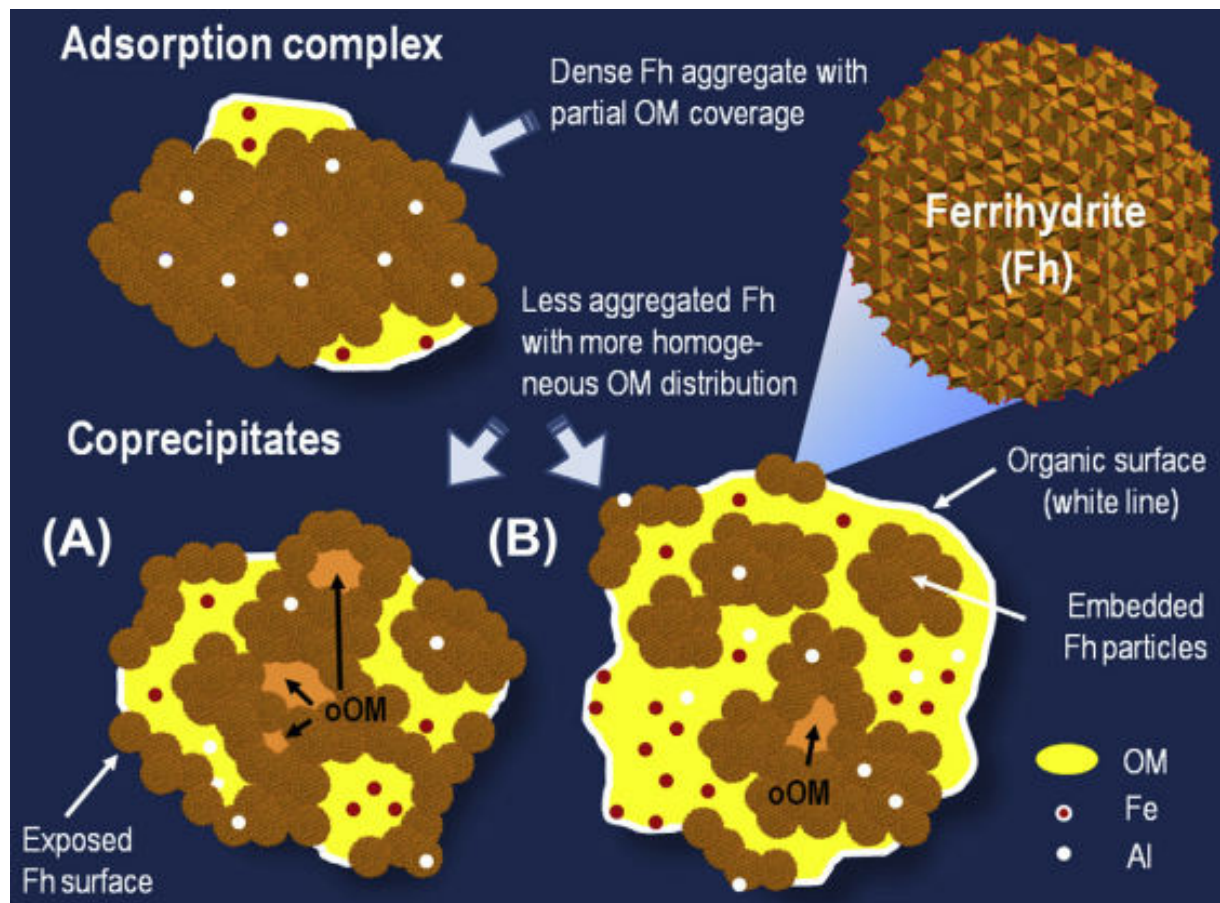 Adsorption complex
Dense Fh aggregate with
partial OM coverage
Ferrihydrite
(Fh)
Less aggregated Fh
with more homoge-
neous OM distribution
Coprecipitates
Organic surface
(white line)
(A)
(B)
Embedded
Fh particles
oOM
oOM
OM
Fe
Al
Exposed
Fh surface